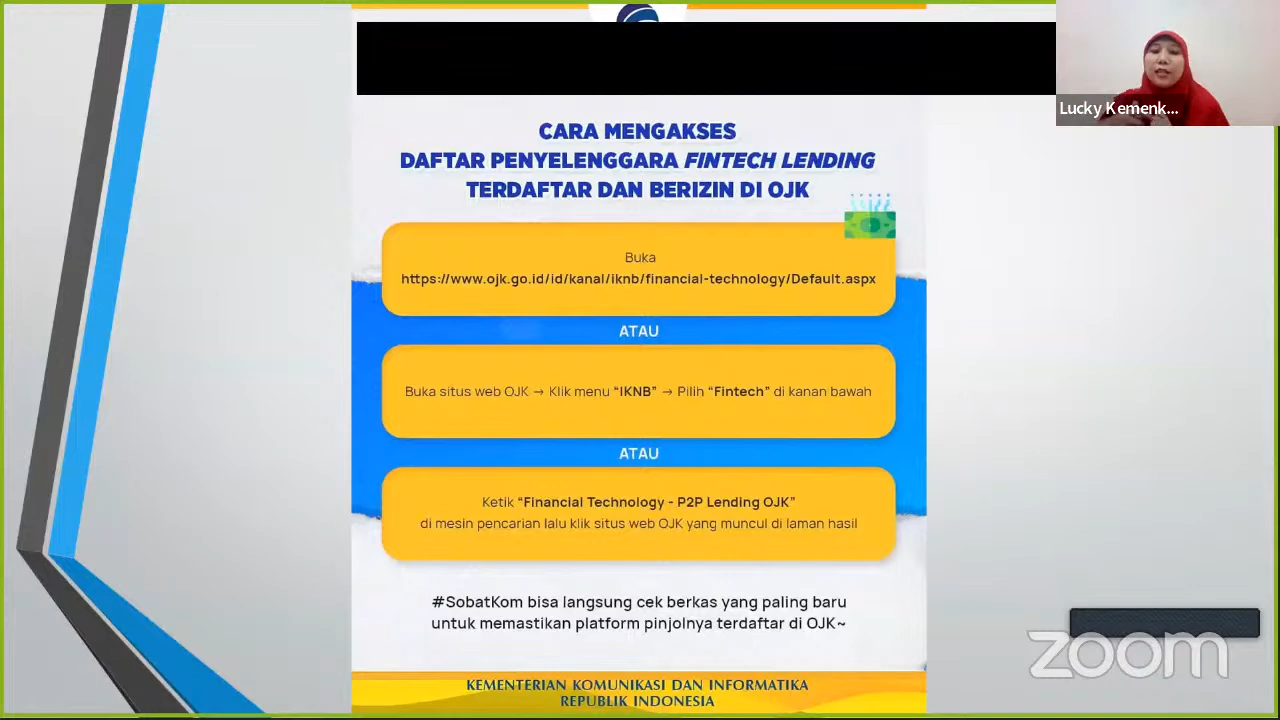 Lucky Kemenk...
CARA MENGAKSES
DAFTAR PENYELENGGARA FINTECH LENDING
TERDAFTAR DAN BERIZIN DI OJK
Buka
https://www.ojk.go.id/id/kanal/iknb/financial-technology/Default.aspx
ATAU
Buka situs web OJK → Klik menu “IKNB” → Pilih “Fintech” di kanan bawah
ATAU
Ketik “Financial Technology - P2P Lending OJK”
di mesin pencarian lalu klik situs web OJK yang muncul di laman hasil
#SobatKom bisa langsung cek berkas yang paling baru
untuk memastikan platform pinjolnya terdaftar di OJK~
zoom
KEMENTERIAN KOMUNIKASI DAN INFORMATIKA
REPUBLIK INDONESIA